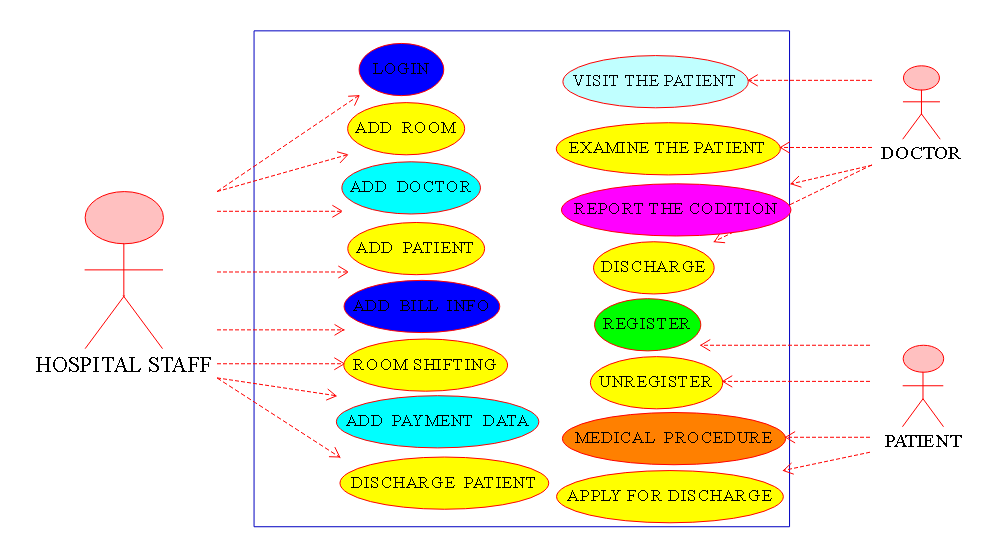 LOGIN
ADD ROOM
ADD DOCTOR
ADD PATIENT
ADD BILL INFO
ROOM SHIFTING
ADD PAYMENT DATA
DISCHARGE PATIENT
HOSPITAL STAFF
VISIT THE PATIENT
EXAMINE THE PATIENT
REPORT THE CODITION
DISCHARGE
REGISTER
UNREGISTER
MEDICAL PROCEDURE
APPLY FOR DISCHARGE
DOCTOR
PATIENT